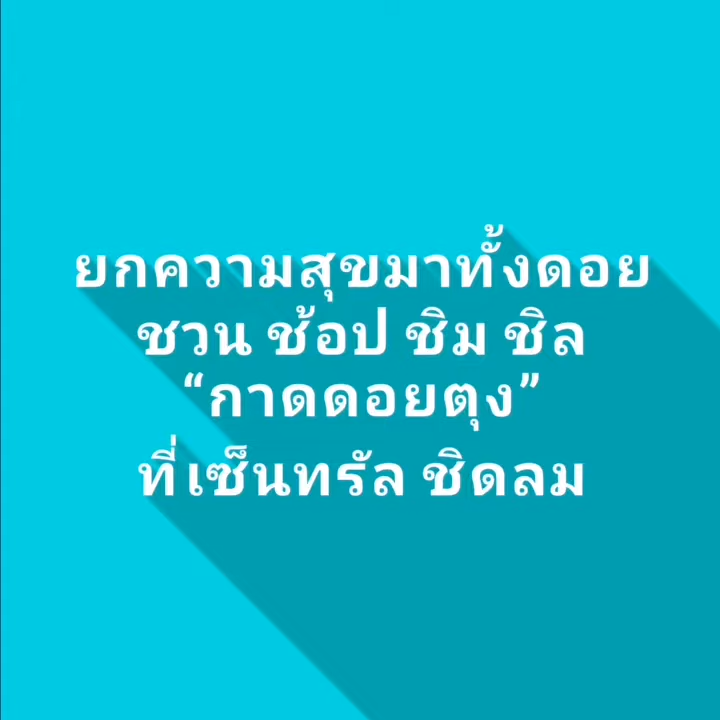 ยกความสุขมาทั้งดอย
ชวน ช้อป ชิม ชิล
“กาดดอยตุง”
ที่เซ็นทรัล ชิดลม